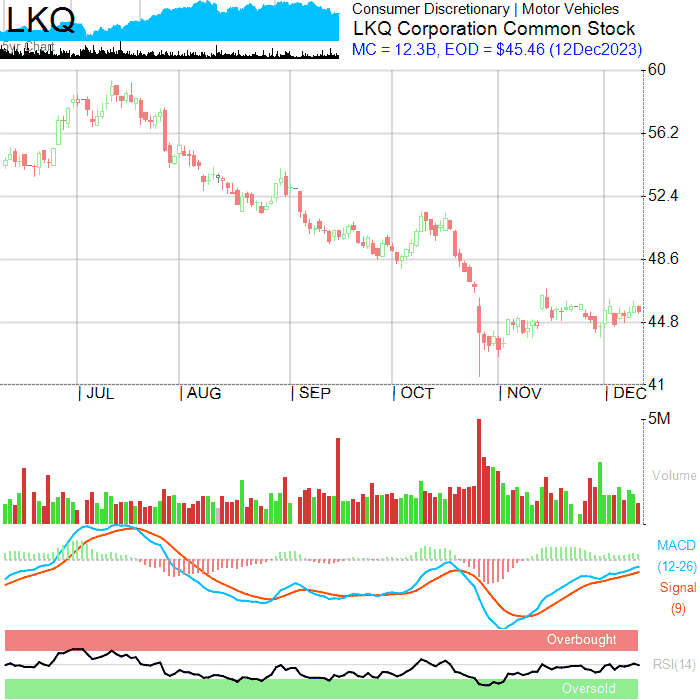 LKQ
5yr Chart
Consumer Discretionary | Motor Vehicles
LKQ Corporation Common Stock
MC = 12.3B, EOD = $45.46 (12Dec2023)
60
56.2
52.4
48.6
44.8
41
JUL
AUG
SEP
OCT
NOV
DEC
5M
Volume
MACD
(12-26)
Signal
(9)
Overbought
RSI(14)
Oversold